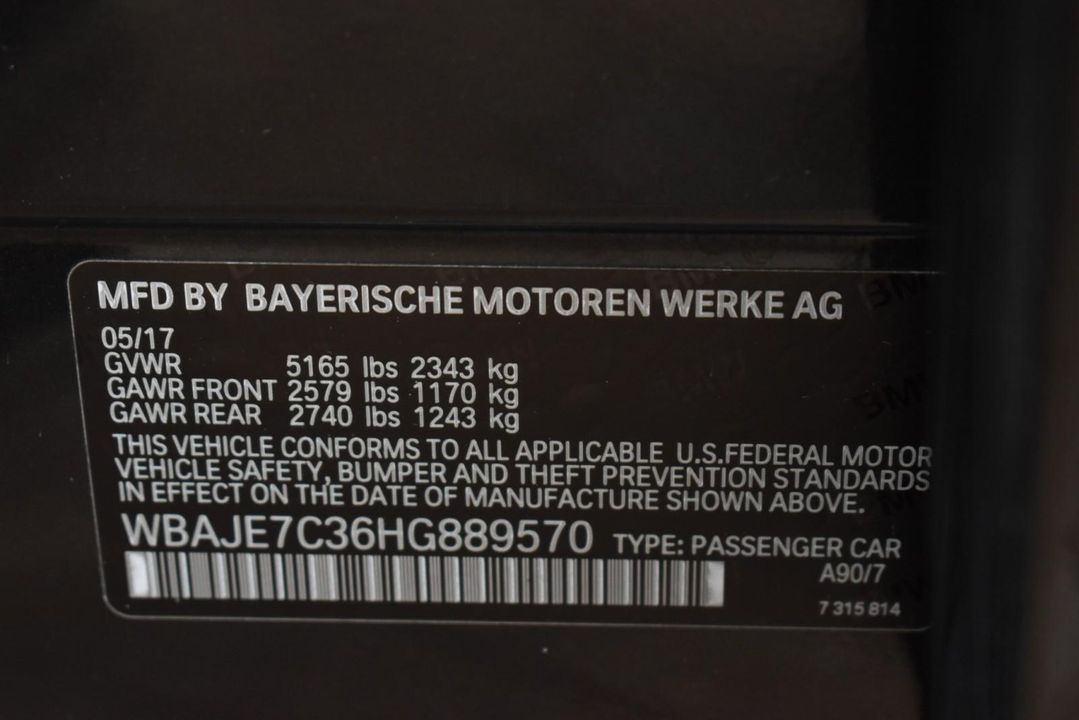 MFD BY BAYERISCHE MOTOREN WERKE AG
05/17
GVWR 5165 lbs 2343 kg
GAWR FRONT 2579 lbs 1170 kg
GAWR REAR 2740 lbs 1243 kg
THIS VEHICLE CONFORMS TO ALL APPLICABLE U.S.FEDERAL MOTOR
VEHICLE SAFETY, BUMPER AND THEFT PREVENTION STANDARDS
IN EFFECT ON THE DATE OF MANUFACTURE SHOWN ABOVE.
WBAJE7C36HG889570 TYPE: PASSENGER CAR
A90/7
7 315 814